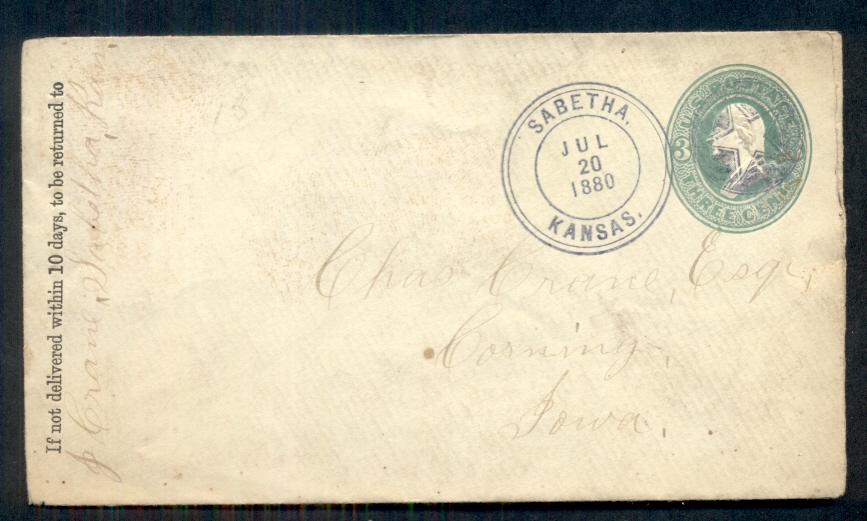 If not delivered within 10 days, to be returned to
Crane, Sabetha, Kan
SABETHA,
JUL
20
1880
KANSAS.
U.S. POSTAGE
3
THREE CENTS
Chas Crane, Esq.,
Corning,
Iowa.